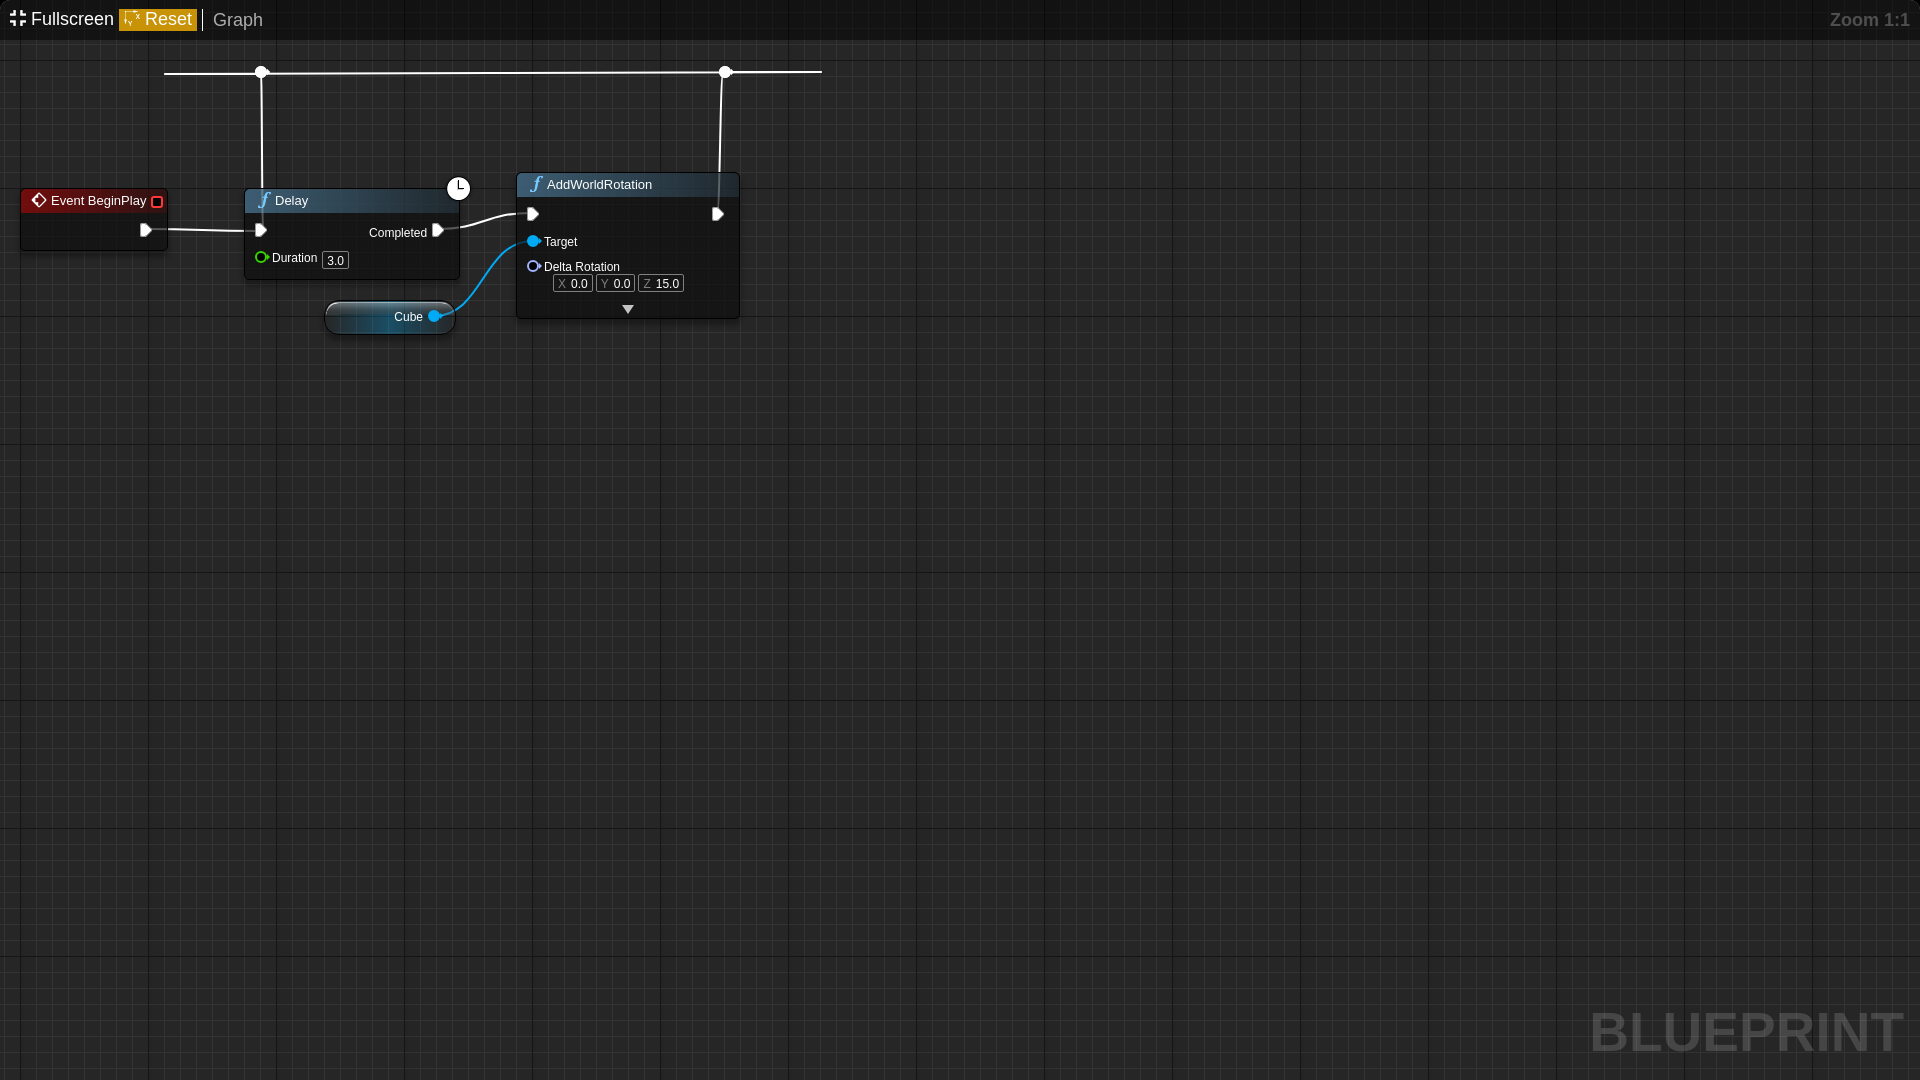 Fullscreen Reset Graph Zoom 1:1
Event BeginPlay
Delay
Completed
Duration 3.0
Cube
AddWorldRotation
Target
Delta Rotation
X 0.0 Y 0.0 Z 15.0
BLUEPRINT